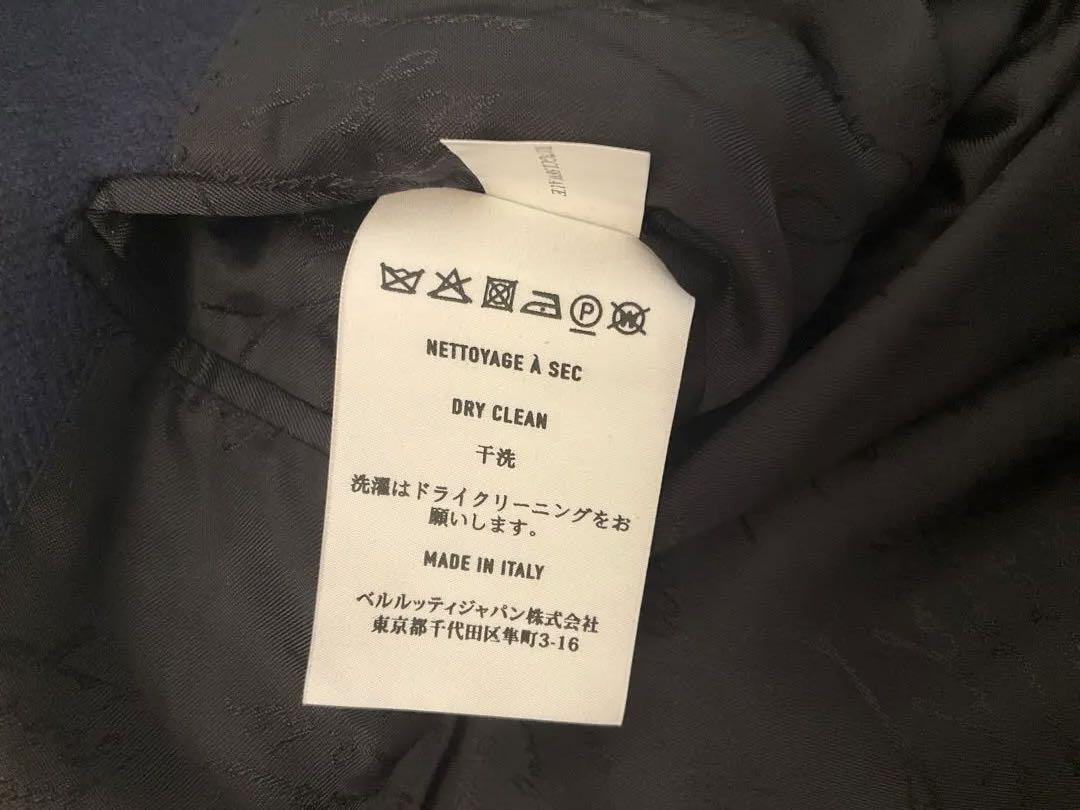 P
W
NETTOYAGE À SEC
DRY CLEAN
干洗
洗濯はドライクリーニングをお
願いします。
MADE IN ITALY
ベルルッティジャパン株式会社
東京都千代田区隼町3-16